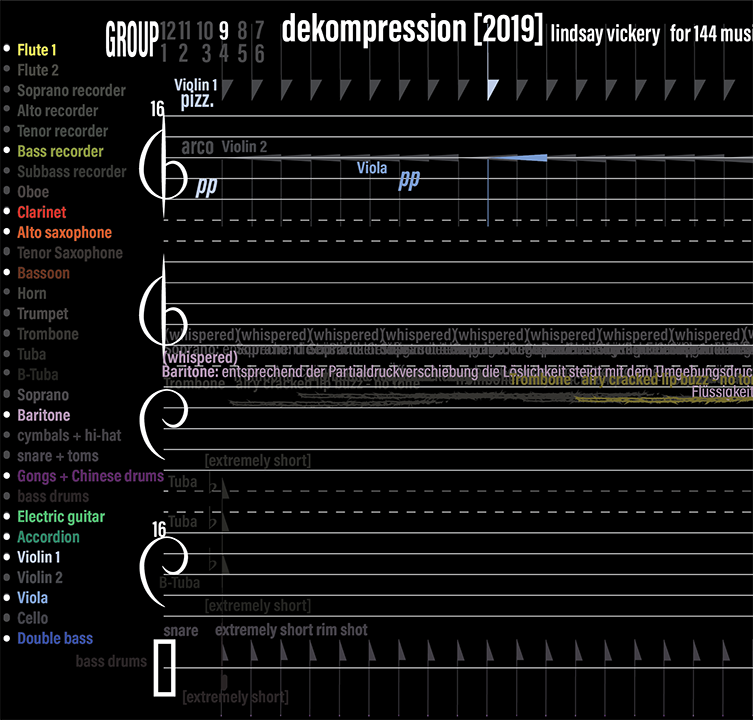 GROUP
12 11 10 9 8 7
1 2 3 4 5 6
dekompression [2019] lindsay vickery for 144 musi
Flute 1
Flute 2
Soprano recorder
Alto recorder
Tenor recorder
Bass recorder
Subbass recorder
Oboe
Clarinet
Alto saxophone
Tenor Saxophone
Bassoon
Horn
Trumpet
Trombone
Tuba
B-Tuba
Soprano
Baritone
cymbals + hi-hat
snare + toms
Gongs + Chinese drums
bass drums
Electric guitar
Accordion
Violin 1
Violin 2
Viola
Cello
Double bass
Violin 1
pizz.
16
arco Violin 2
Viola
pp pp
(whispered)(whispered)(whispered)(whispered)(whispered)(whispered)(whispered)(whispered)(w
Soprano:
(whispered)
Baritone: entsprechend der Partialdruckverschiebung die Löslichkeit steigt mit dem Umgebungsdruc
Trombone : airy cracked lip buzz - no tone
Trombone : airy cracked lip buzz - no to
Flüssigkeit
[extremely short]
Tuba
Tuba
16
B-Tuba
[extremely short]
snare extremely short rim shot
bass drums
[extremely short]